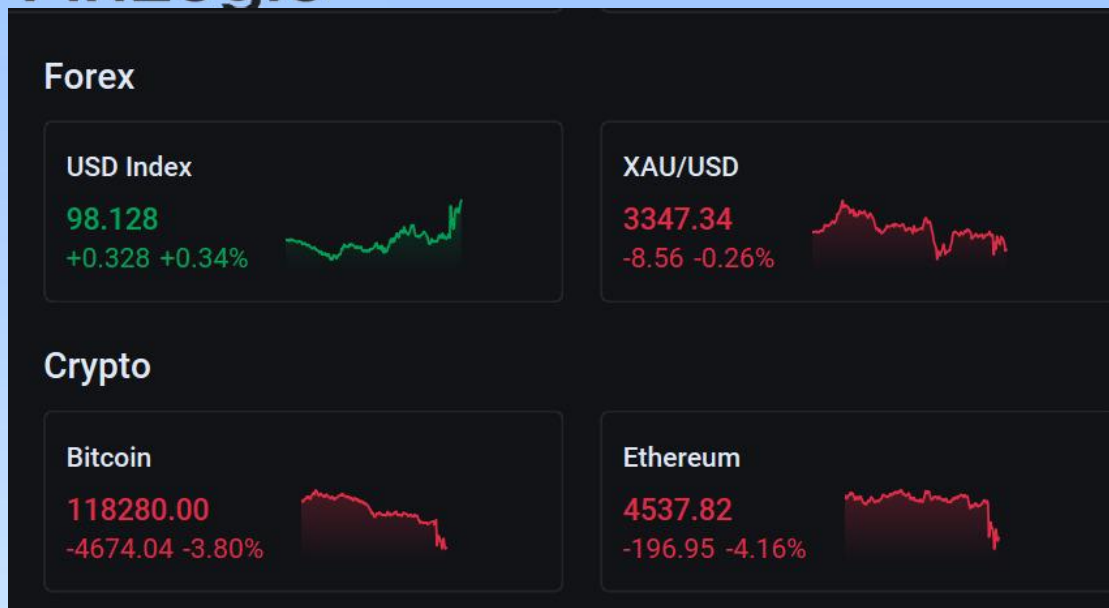 Forex
USD Index
98.128
+0.328 +0.34%
XAU/USD
3347.34
-8.56 -0.26%
Crypto
Bitcoin
118280.00
-4674.04 -3.80%
Ethereum
4537.82
-196.95 -4.16%